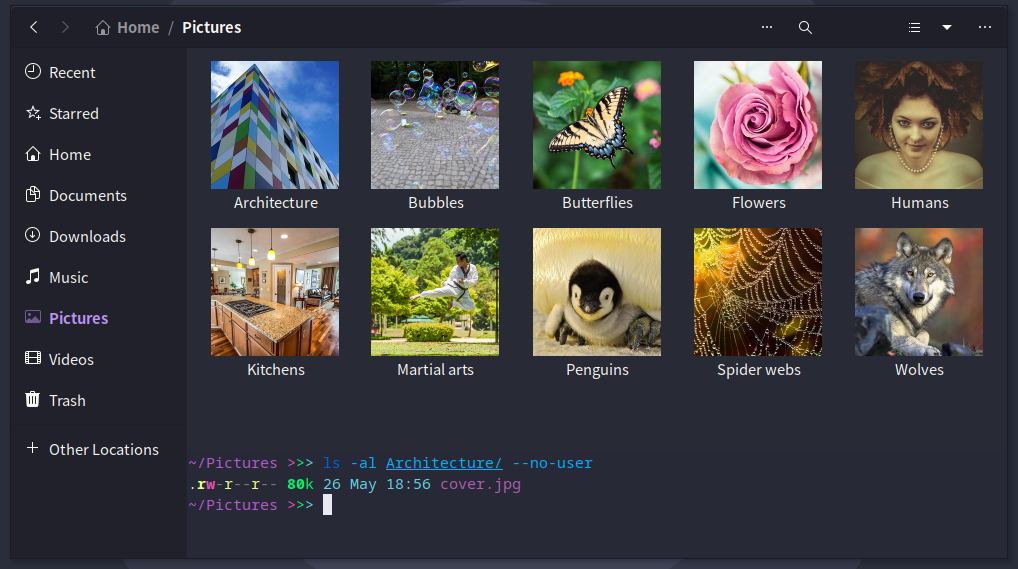 Home / Pictures
Recent
Starred
Home
Documents
Downloads
Music
Pictures
Videos
Trash
Other Locations
Architecture
Bubbles
Butterflies
Flowers
Humans
Kitchens
Martial arts
Penguins
Spider webs
Wolves
~/Pictures >>> ls -al Architecture/ --no-user
.rw-r--r-- 80k 26 May 18:56 cover.jpg
~/Pictures >>>